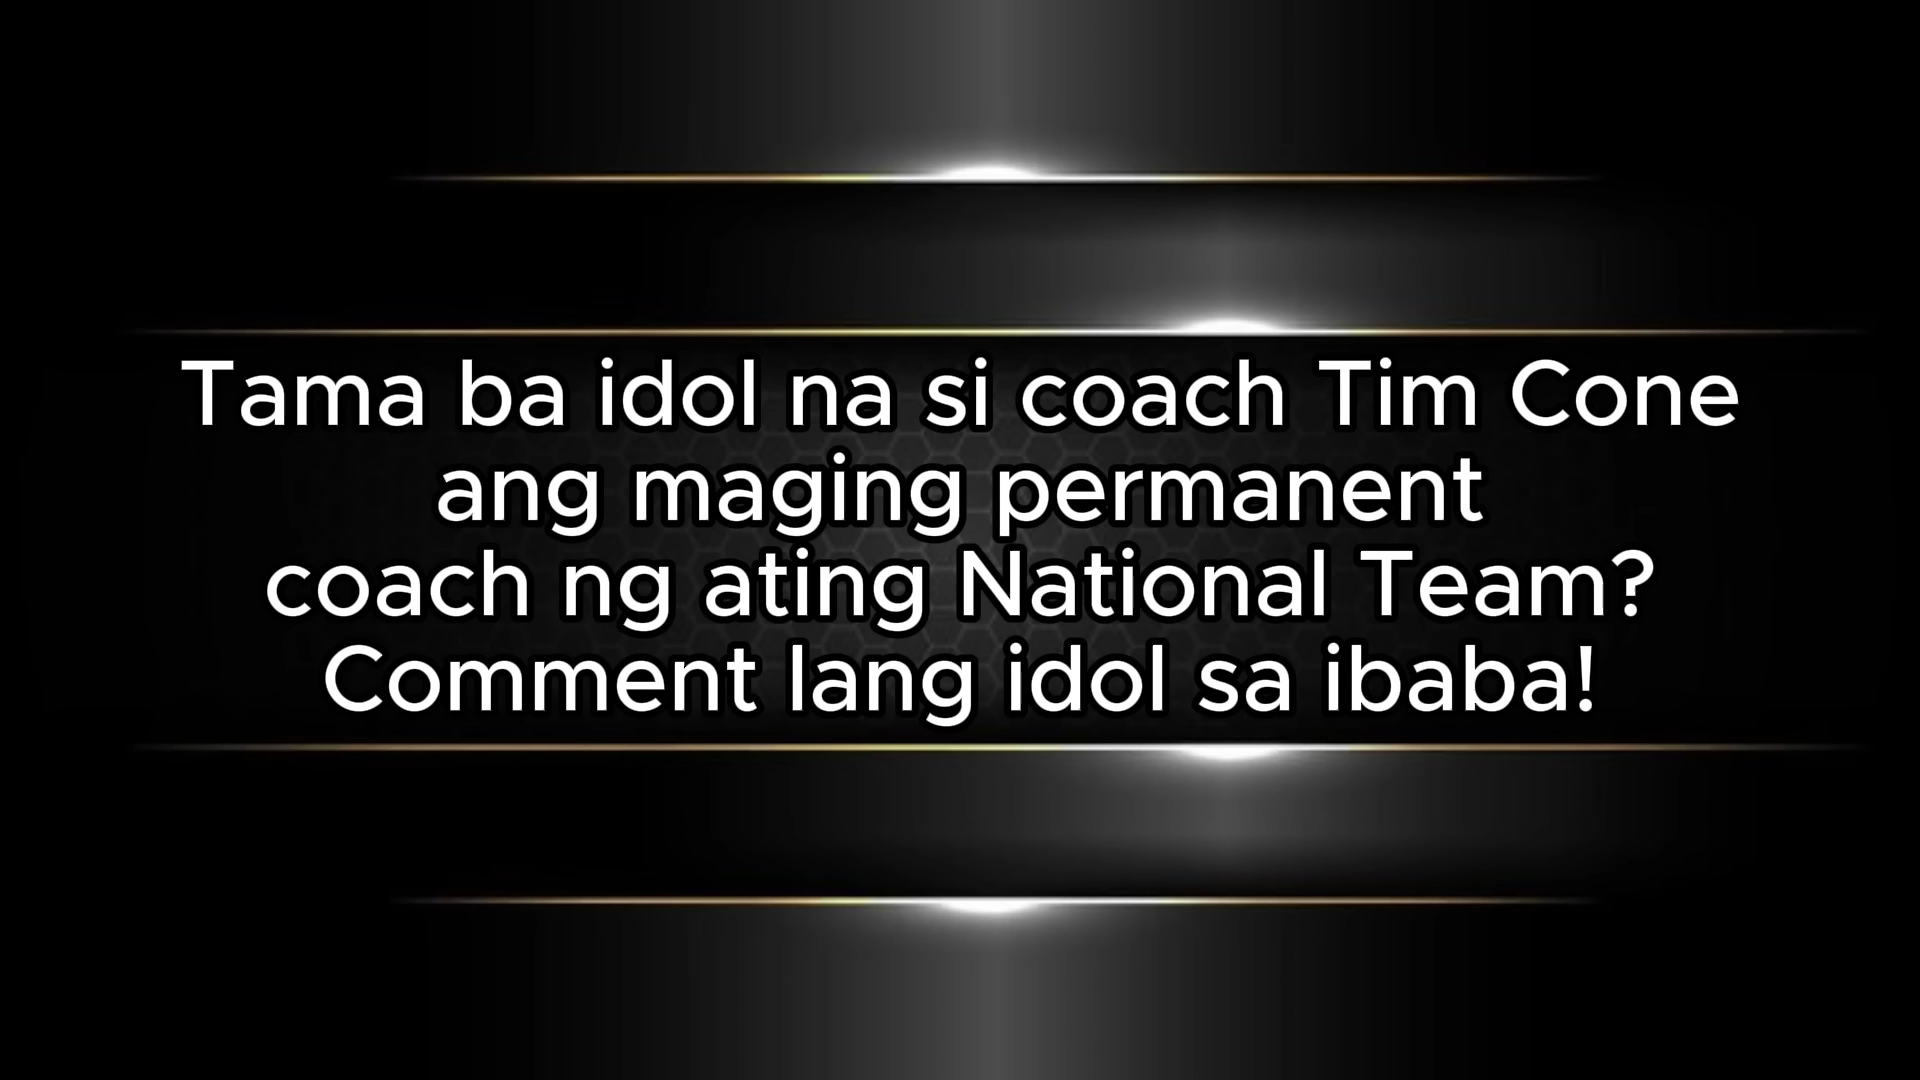 Tama ba idol na si coach Tim Cone
ang maging permanent
coach ng ating National Team?
Comment lang idol sa ibaba!